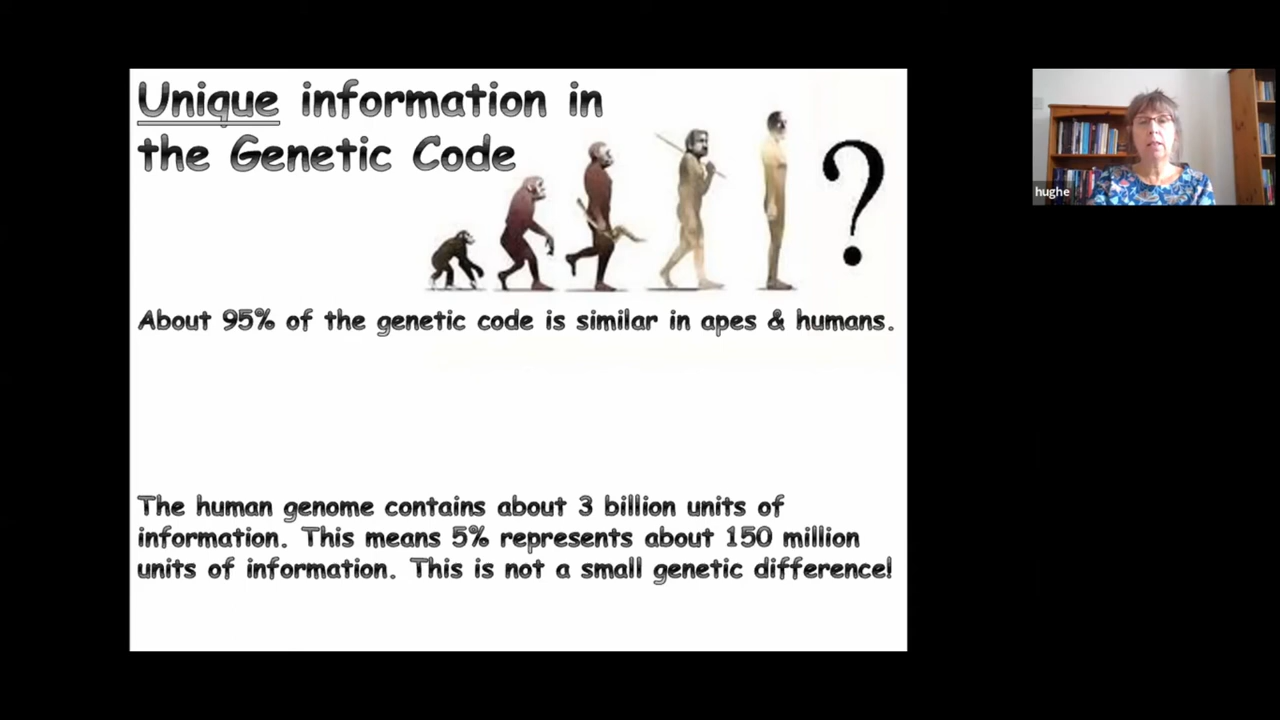 Unique information in
the Genetic Code
?
About 95% of the genetic code is similar in apes & humans.
The human genome contains about 3 billion units of
information. This means 5% represents about 150 million
units of information. This is not a small genetic difference!
hughe